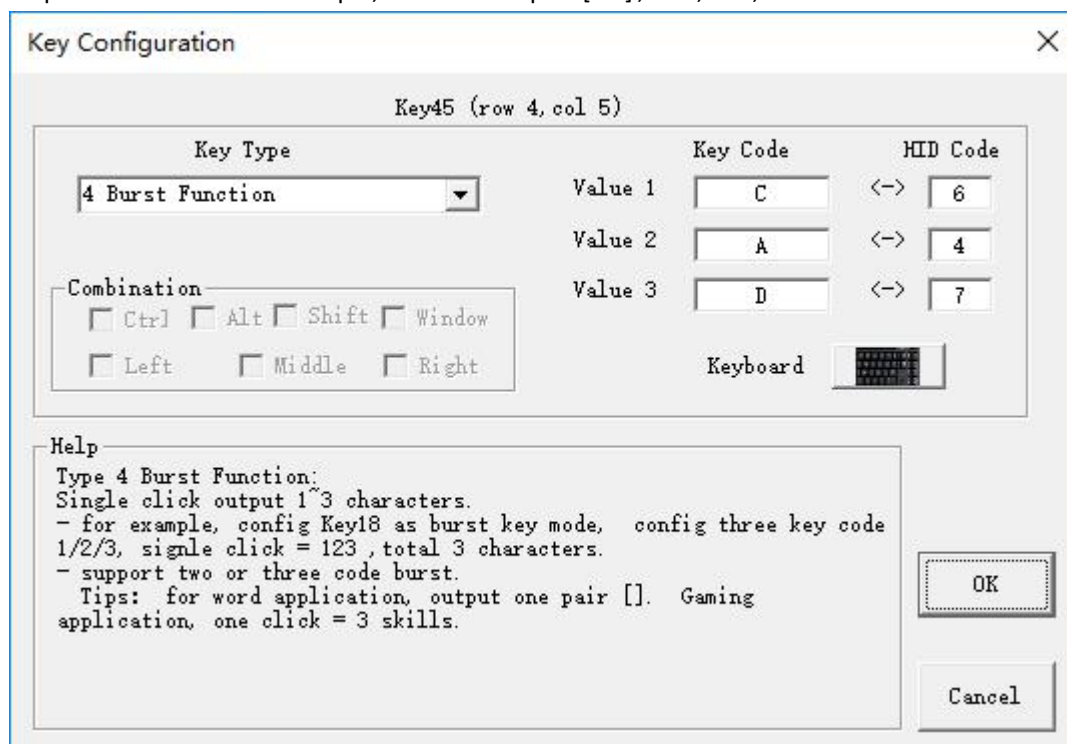 Key Configuration
Key45 (row 4,col 5)
Key Type Key Code HID Code
4 Burst Function Value 1 C <-> 6
Value 2 A <-> 4
Combination Value 3 D <-> 7
Ctrl Alt Shift Window
Left Middle Right Keyboard
Help
Type 4 Burst Function:
Single click output 1~3 characters.
- for example, config Key18 as burst key mode, config three key code
1/2/3, signle click = 123 ,total 3 characters.
- support two or three code burst.
Tips: for word application, output one pair []. Gaming
application, one click = 3 skills.
OK
Cancel